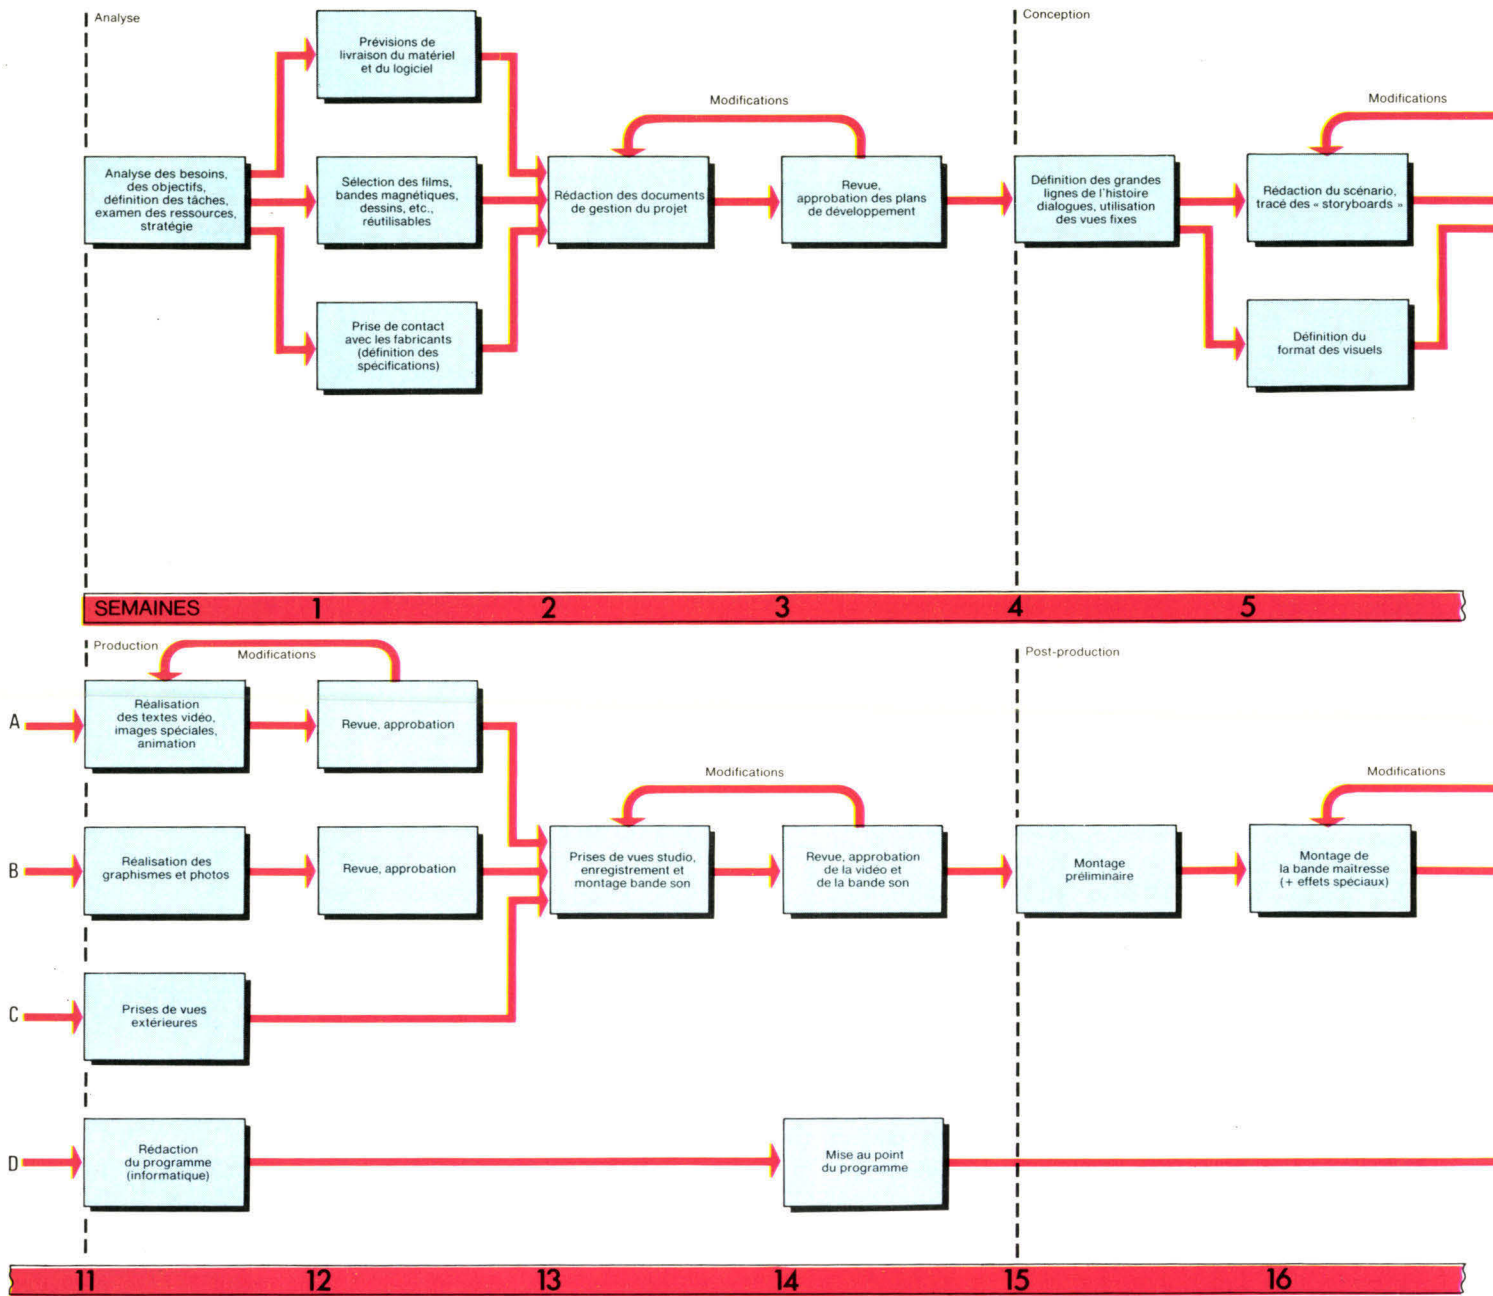 Analyse
Conception
Prévisions de
livraison du matériel
et du logiciel
Modifications
Modifications
Analyse des besoins,
des objectifs,
définition des tâches,
examen des ressources,
stratégie
Sélection des films,
bandes magnétiques,
dessins, etc.,
réutilisables
Rédaction des documents
de gestion du projet
Revue,
approbation des plans
de développement
Définition des grandes
lignes de l'histoire
dialogues, utilisation
des vues fixes
Rédaction du scénario,
tracé des « storyboards »
Prise de contact
avec les fabricants
(définition des
spécifications)
Définition du
format des visuels
SEMAINES 1 2 3 4 5
Production
Modifications
Post-production
A
Réalisation
des textes vidéo,
images spéciales,
animation
Revue, approbation
Modifications
Modifications
B
Réalisation des
graphismes et photos
Revue, approbation
Prises de vues studio,
enregistrement et
montage bande son
Revue, approbation
de la vidéo et
de la bande son
Montage
préliminaire
Montage de
la bande maitresse
(+ effets spéciaux)
C
Prises de vues
extérieures
D
Rédaction
du programme
(informatique)
Mise au point
du programme
11 12 13 14 15 16